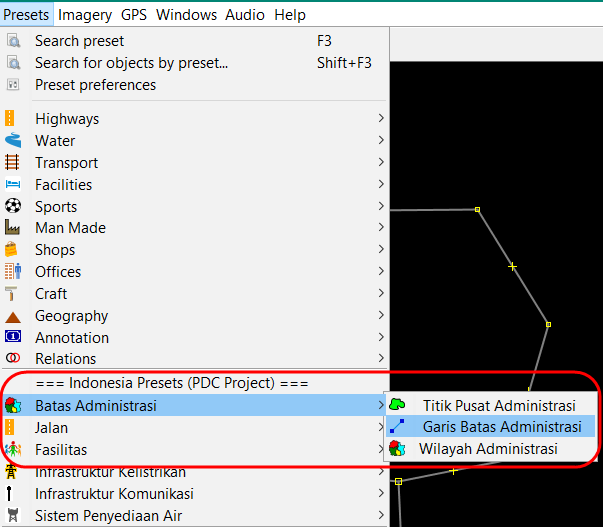 Presets Imagery GPS Windows Audio Help
Search preset F3
Search for objects by preset... Shift+F3
Preset preferences
Highways
Water
Transport
Facilities
Sports
Man Made
Shops
Offices
Craft
Geography
Annotation
Relations
=== Indonesia Presets (PDC Project) ===
Batas Administrasi
Titik Pusat Administrasi
Jalan
Garis Batas Administrasi
Fasilitas
Wilayah Administrasi
Infrastruktur Kelistrikan
Infrastruktur Komunikasi
Sistem Penyediaan Air